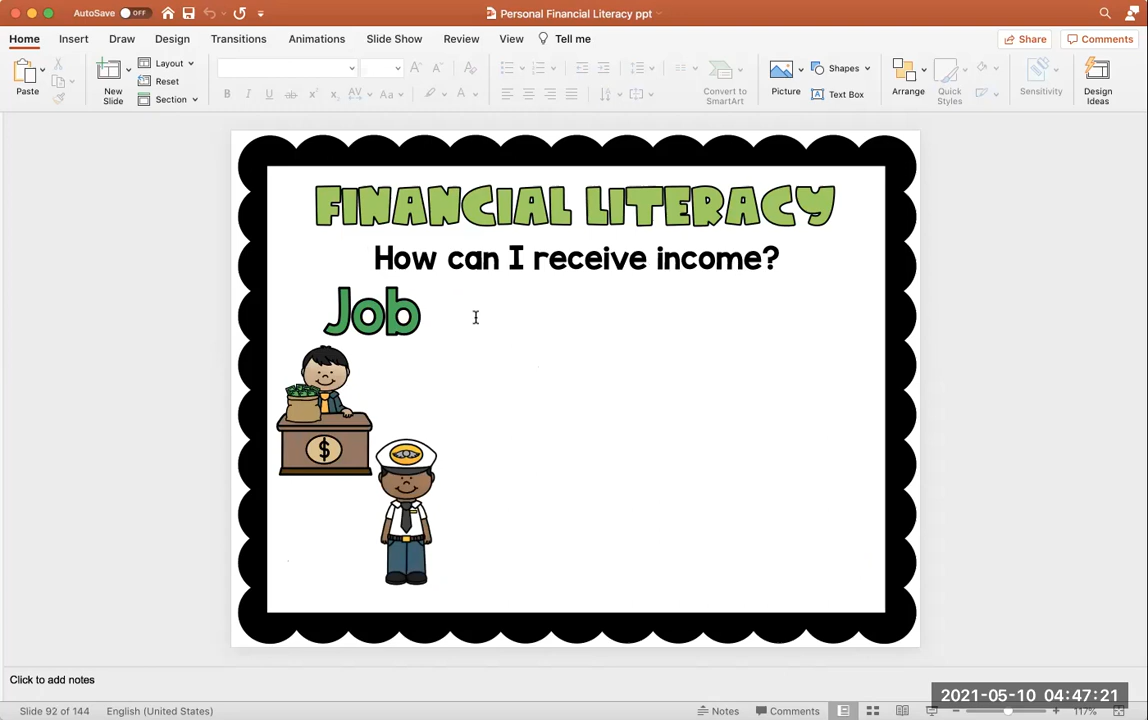 AutoSave OFF
Personal Financial Literacy ppt
Home Insert Draw Design Transitions Animations Slide Show Review View Tell me
Share Comments
Paste
New Slide
Layout
Reset
Section
Convert to SmartArt
Picture
Shapes
Text Box
Arrange
Quick Styles
Sensitivity
Design Ideas
FINANCIAL LITERACY
How can I receive income?
Job
$
Click to add notes
2021-05-10 04:47:21
Slide 92 of 144 English (United States) Notes Comments 117%